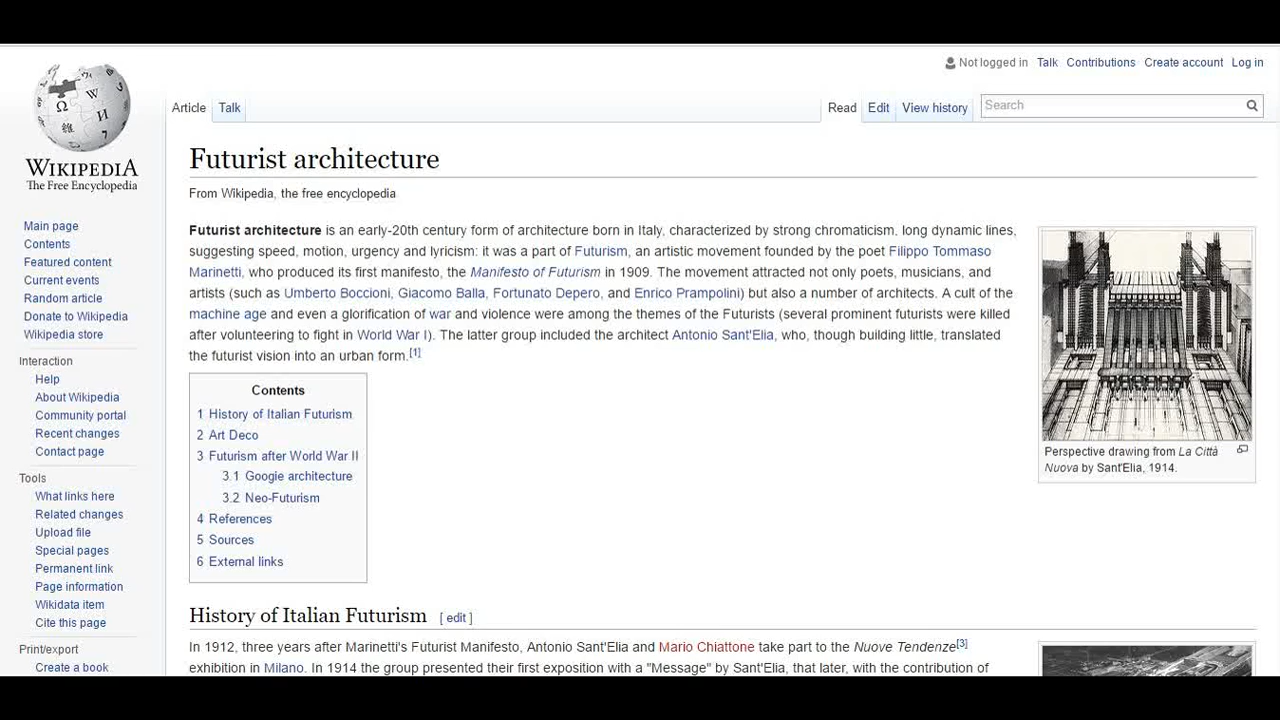 Not logged in Talk Contributions Create account Log in
Article Talk Read Edit View history Search
WIKIPEDIA
The Free Encyclopedia
Main page
Contents
Featured content
Current events
Random article
Donate to Wikipedia
Wikipedia store
Interaction
Help
About Wikipedia
Community portal
Recent changes
Contact page
Tools
What links here
Related changes
Upload file
Special pages
Permanent link
Page information
Wikidata item
Cite this page
Print/export
Create a book
Futurist architecture
From Wikipedia, the free encyclopedia
Futurist architecture is an early-20th century form of architecture born in Italy, characterized by strong chromaticism, long dynamic lines,
suggesting speed, motion, urgency and lyricism: it was a part of Futurism, an artistic movement founded by the poet Filippo Tommaso
Marinetti, who produced its first manifesto, the Manifesto of Futurism in 1909. The movement attracted not only poets, musicians, and
artists (such as Umberto Boccioni, Giacomo Balla, Fortunato Depero, and Enrico Prampolini) but also a number of architects. A cult of the
machine age and even a glorification of war and violence were among the themes of the Futurists (several prominent futurists were killed
after volunteering to fight in World War I). The latter group included the architect Antonio Sant'Elia, who, though building little, translated
the futurist vision into an urban form.[1]
Perspective drawing from La Città
Nuova by Sant'Elia, 1914.
Contents
1 History of Italian Futurism
2 Art Deco
3 Futurism after World War II
3.1 Googie architecture
3.2 Neo-Futurism
4 References
5 Sources
6 External links
History of Italian Futurism [ edit ]
In 1912, three years after Marinetti's Futurist Manifesto, Antonio Sant'Elia and Mario Chiattone take part to the Nuove Tendenze[3]
exhibition in Milano. In 1914 the group presented their first exposition with a "Message" by Sant'Elia, that later, with the contribution of